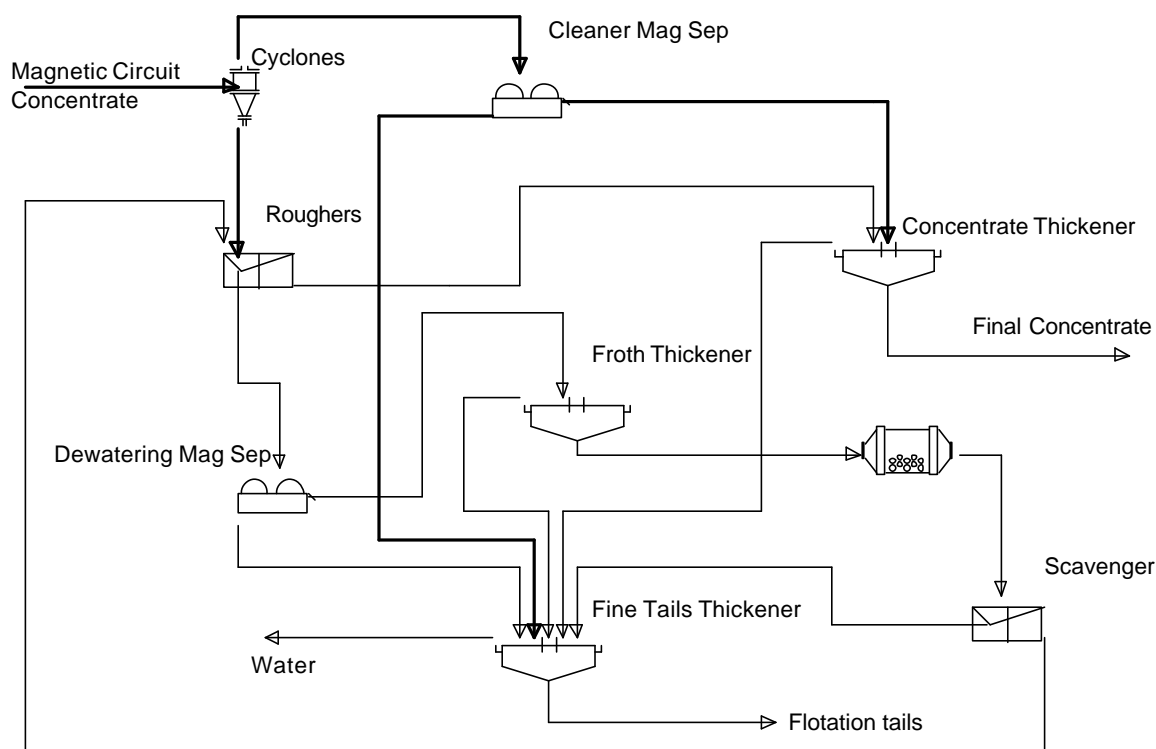 Cleaner Mag Sep
Cyclones
Magnetic Circuit
Concentrate
Roughers
Concentrate Thickener
Final Concentrate
Froth Thickener
Dewatering Mag Sep
Scavenger
Fine Tails Thickener
Water
Flotation tails